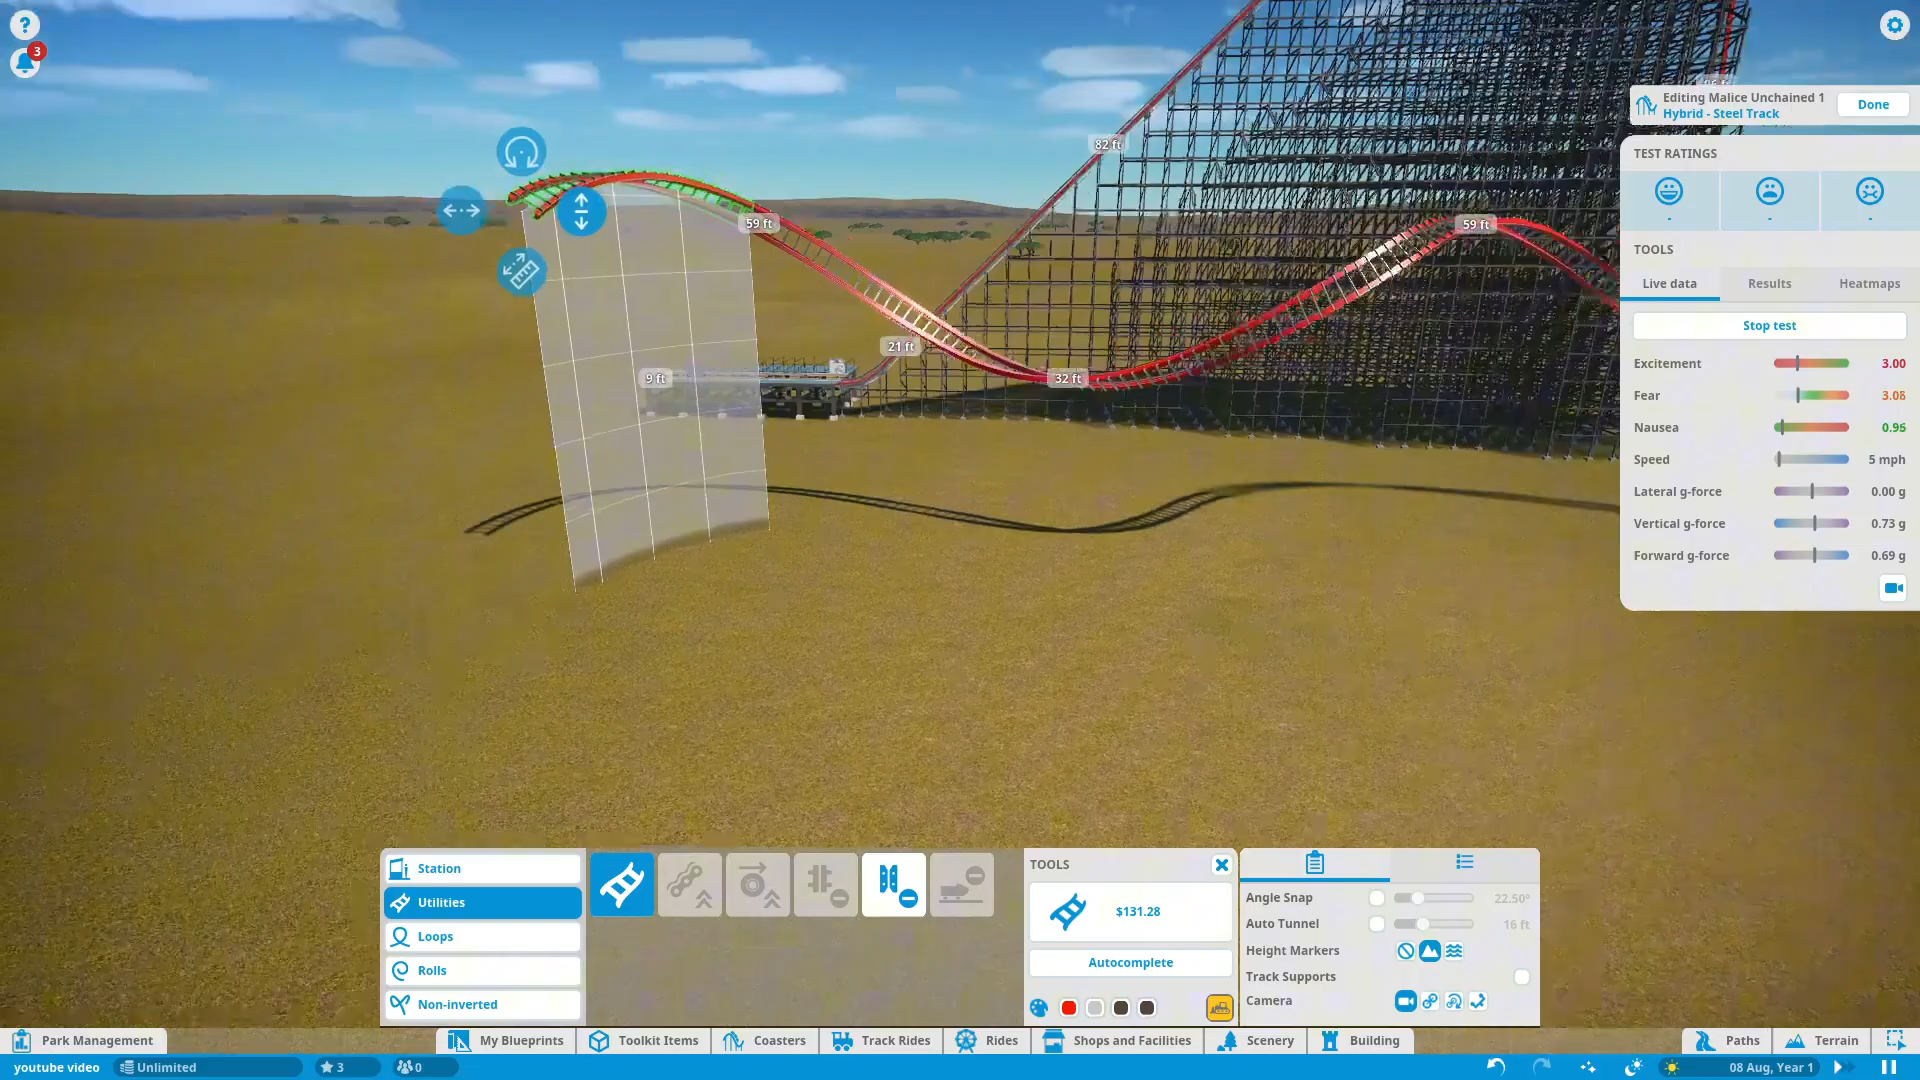 ?
3
82 ft
59 ft
59 ft
21 ft
9 ft
32 ft
Editing Malice Unchained 1
Hybrid - Steel Track
Done
TEST RATINGS
-
-
-
TOOLS
Live data
Results
Heatmaps
Stop test
Excitement
3.00
Fear
3.08
Nausea
0.96
Speed
5 mph
Lateral g-force
0.00 g
Vertical g-force
0.73 g
Forward g-force
0.69 g
Station
Utilities
Loops
Rolls
Non-inverted
TOOLS
$131.28
Autocomplete
Angle Snap
22.50°
Auto Tunnel
16 ft
Height Markers
Track Supports
Camera
Park Management
My Blueprints
Toolkit Items
Coasters
Track Rides
Rides
Shops and Facilities
Scenery
Building
Paths
Terrain
youtube video
Unlimited
3
0
08 Aug, Year 1